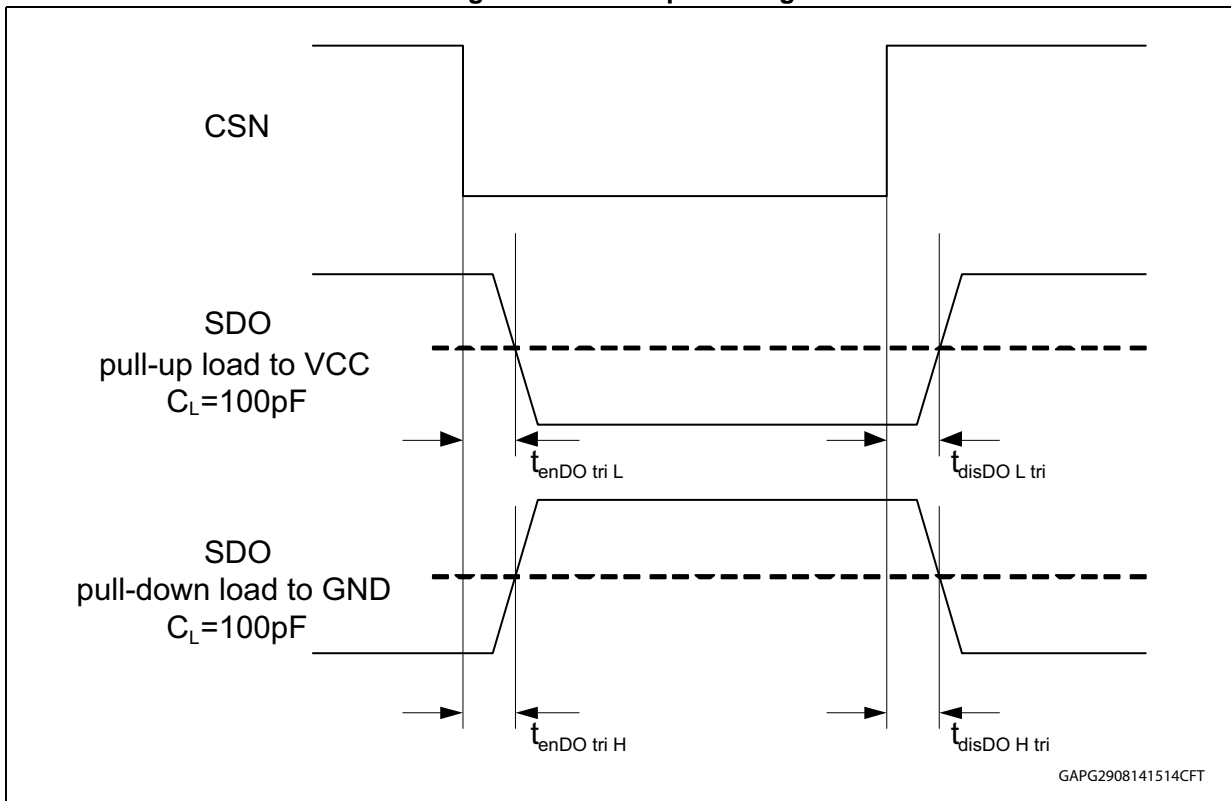 CSN
SDO
pull-up load to VCC
CL=100pF
tenDO tri L
tdisDO L tri
SDO
pull-down load to GND
CL=100pF
tenDO tri H
tdisDO H tri
GAPG2908141514CFT